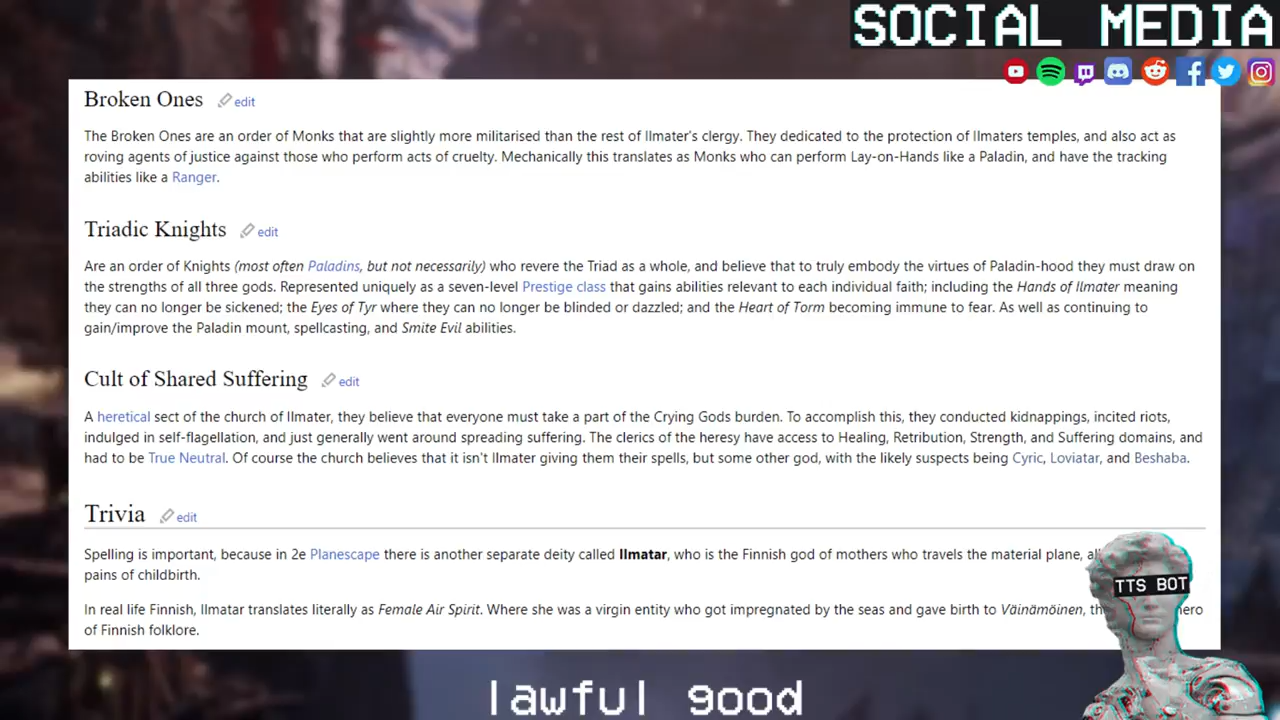 SOCIAL MEDIA
Broken Ones edit
The Broken Ones are an order of Monks that are slightly more militarised than the rest of Ilmater's clergy. They dedicated to the protection of Ilmaters temples, and also act as
roving agents of justice against those who perform acts of cruelty. Mechanically this translates as Monks who can perform Lay-on-Hands like a Paladin, and have the tracking
abilities like a Ranger.
Triadic Knights edit
Are an order of Knights (most often Paladins, but not necessarily) who revere the Triad as a whole, and believe that to truly embody the virtues of Paladin-hood they must draw on
the strengths of all three gods. Represented uniquely as a seven-level Prestige class that gains abilities relevant to each individual faith; including the Hands of Ilmater meaning
they can no longer be sickened; the Eyes of Tyr where they can no longer be blinded or dazzled; and the Heart of Torm becoming immune to fear. As well as continuing to
gain/improve the Paladin mount, spellcasting, and Smite Evil abilities.
Cult of Shared Suffering edit
A heretical sect of the church of Ilmater, they believe that everyone must take a part of the Crying Gods burden. To accomplish this, they conducted kidnappings, incited riots,
indulged in self-flagellation, and just generally went around spreading suffering. The clerics of the heresy have access to Healing, Retribution, Strength, and Suffering domains, and
had to be True Neutral. Of course the church believes that it isn't Ilmater giving them their spells, but some other god, with the likely suspects being Cyric, Loviatar, and Beshaba.
Trivia edit
Spelling is important, because in 2e Planescape there is another separate deity called Ilmatar, who is the Finnish god of mothers who travels the material plane,
pains of childbirth.
In real life Finnish, Ilmatar translates literally as Female Air Spirit. Where she was a virgin entity who got impregnated by the seas and gave birth to Väinämöinen, hero
of Finnish folklore.
TTS BOT
lawful good